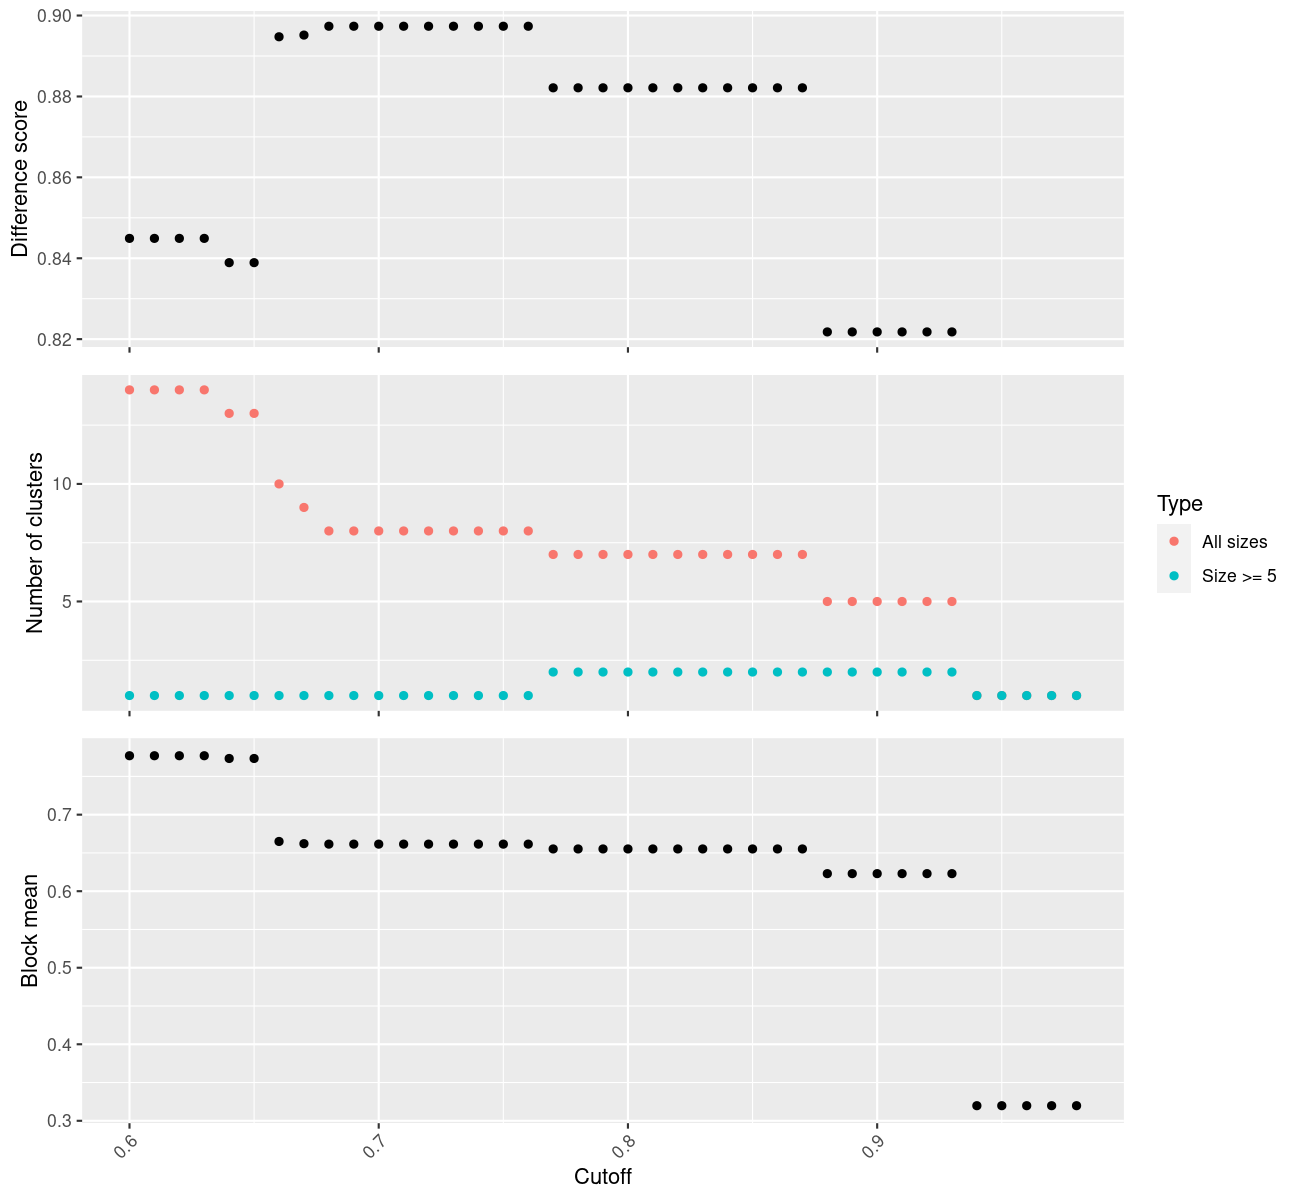 Difference score
0.90
0.88
0.86
0.84
0.82
Number of clusters
10
5
Block mean
0.7
0.6
0.5
0.4
0.3
0.6
0.7
0.8
0.9
Cutoff
Type
All sizes
Size >= 5